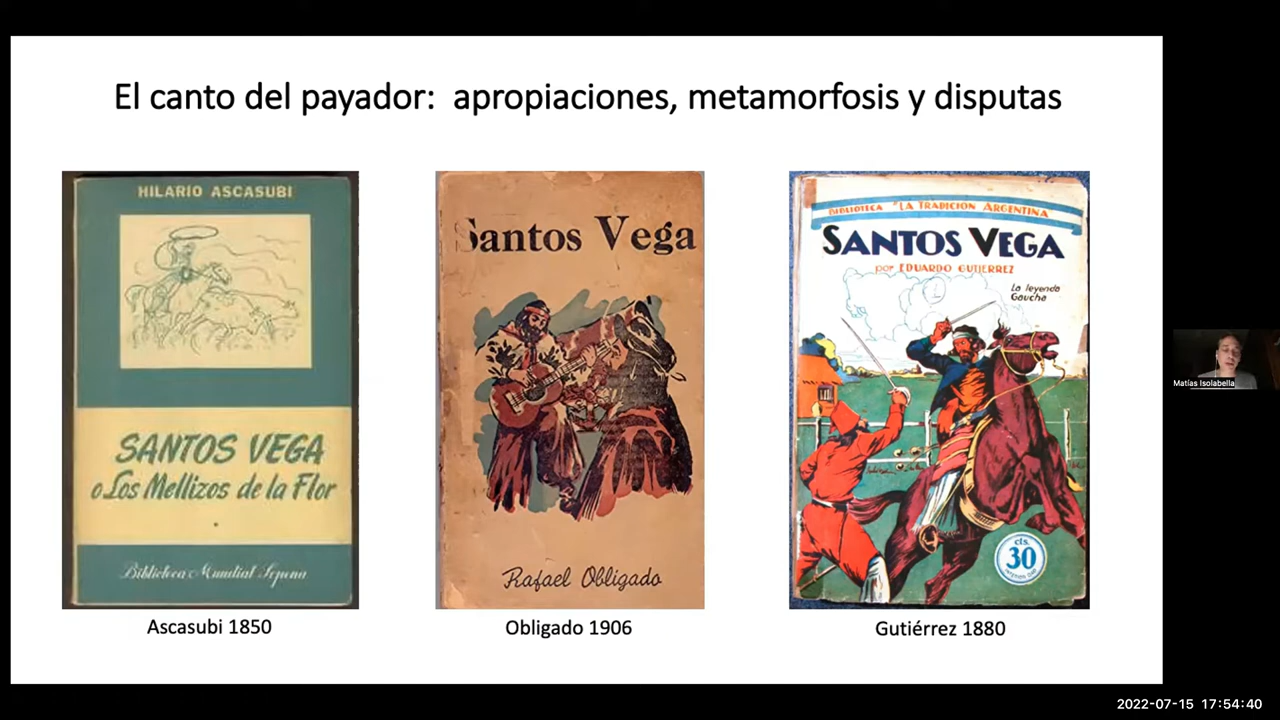 El canto del payador: apropiaciones, metamorfosis y disputas
HILARIO ASCASUBI
SANTOS VEGA
o Los Mellizos de la Flor
Biblioteca Mundial Sopena
Ascasubi 1850
Santos Vega
Rafael Obligado
Obligado 1906
BIBLIOTECA "LA TRADICION ARGENTINA
SANTOS VEGA
por EDUARDO GUTIERREZ
La leyenda
Gaucha
cts.
30
Gutiérrez 1880
Matías Isolabella
2022-07-15 17:54:40